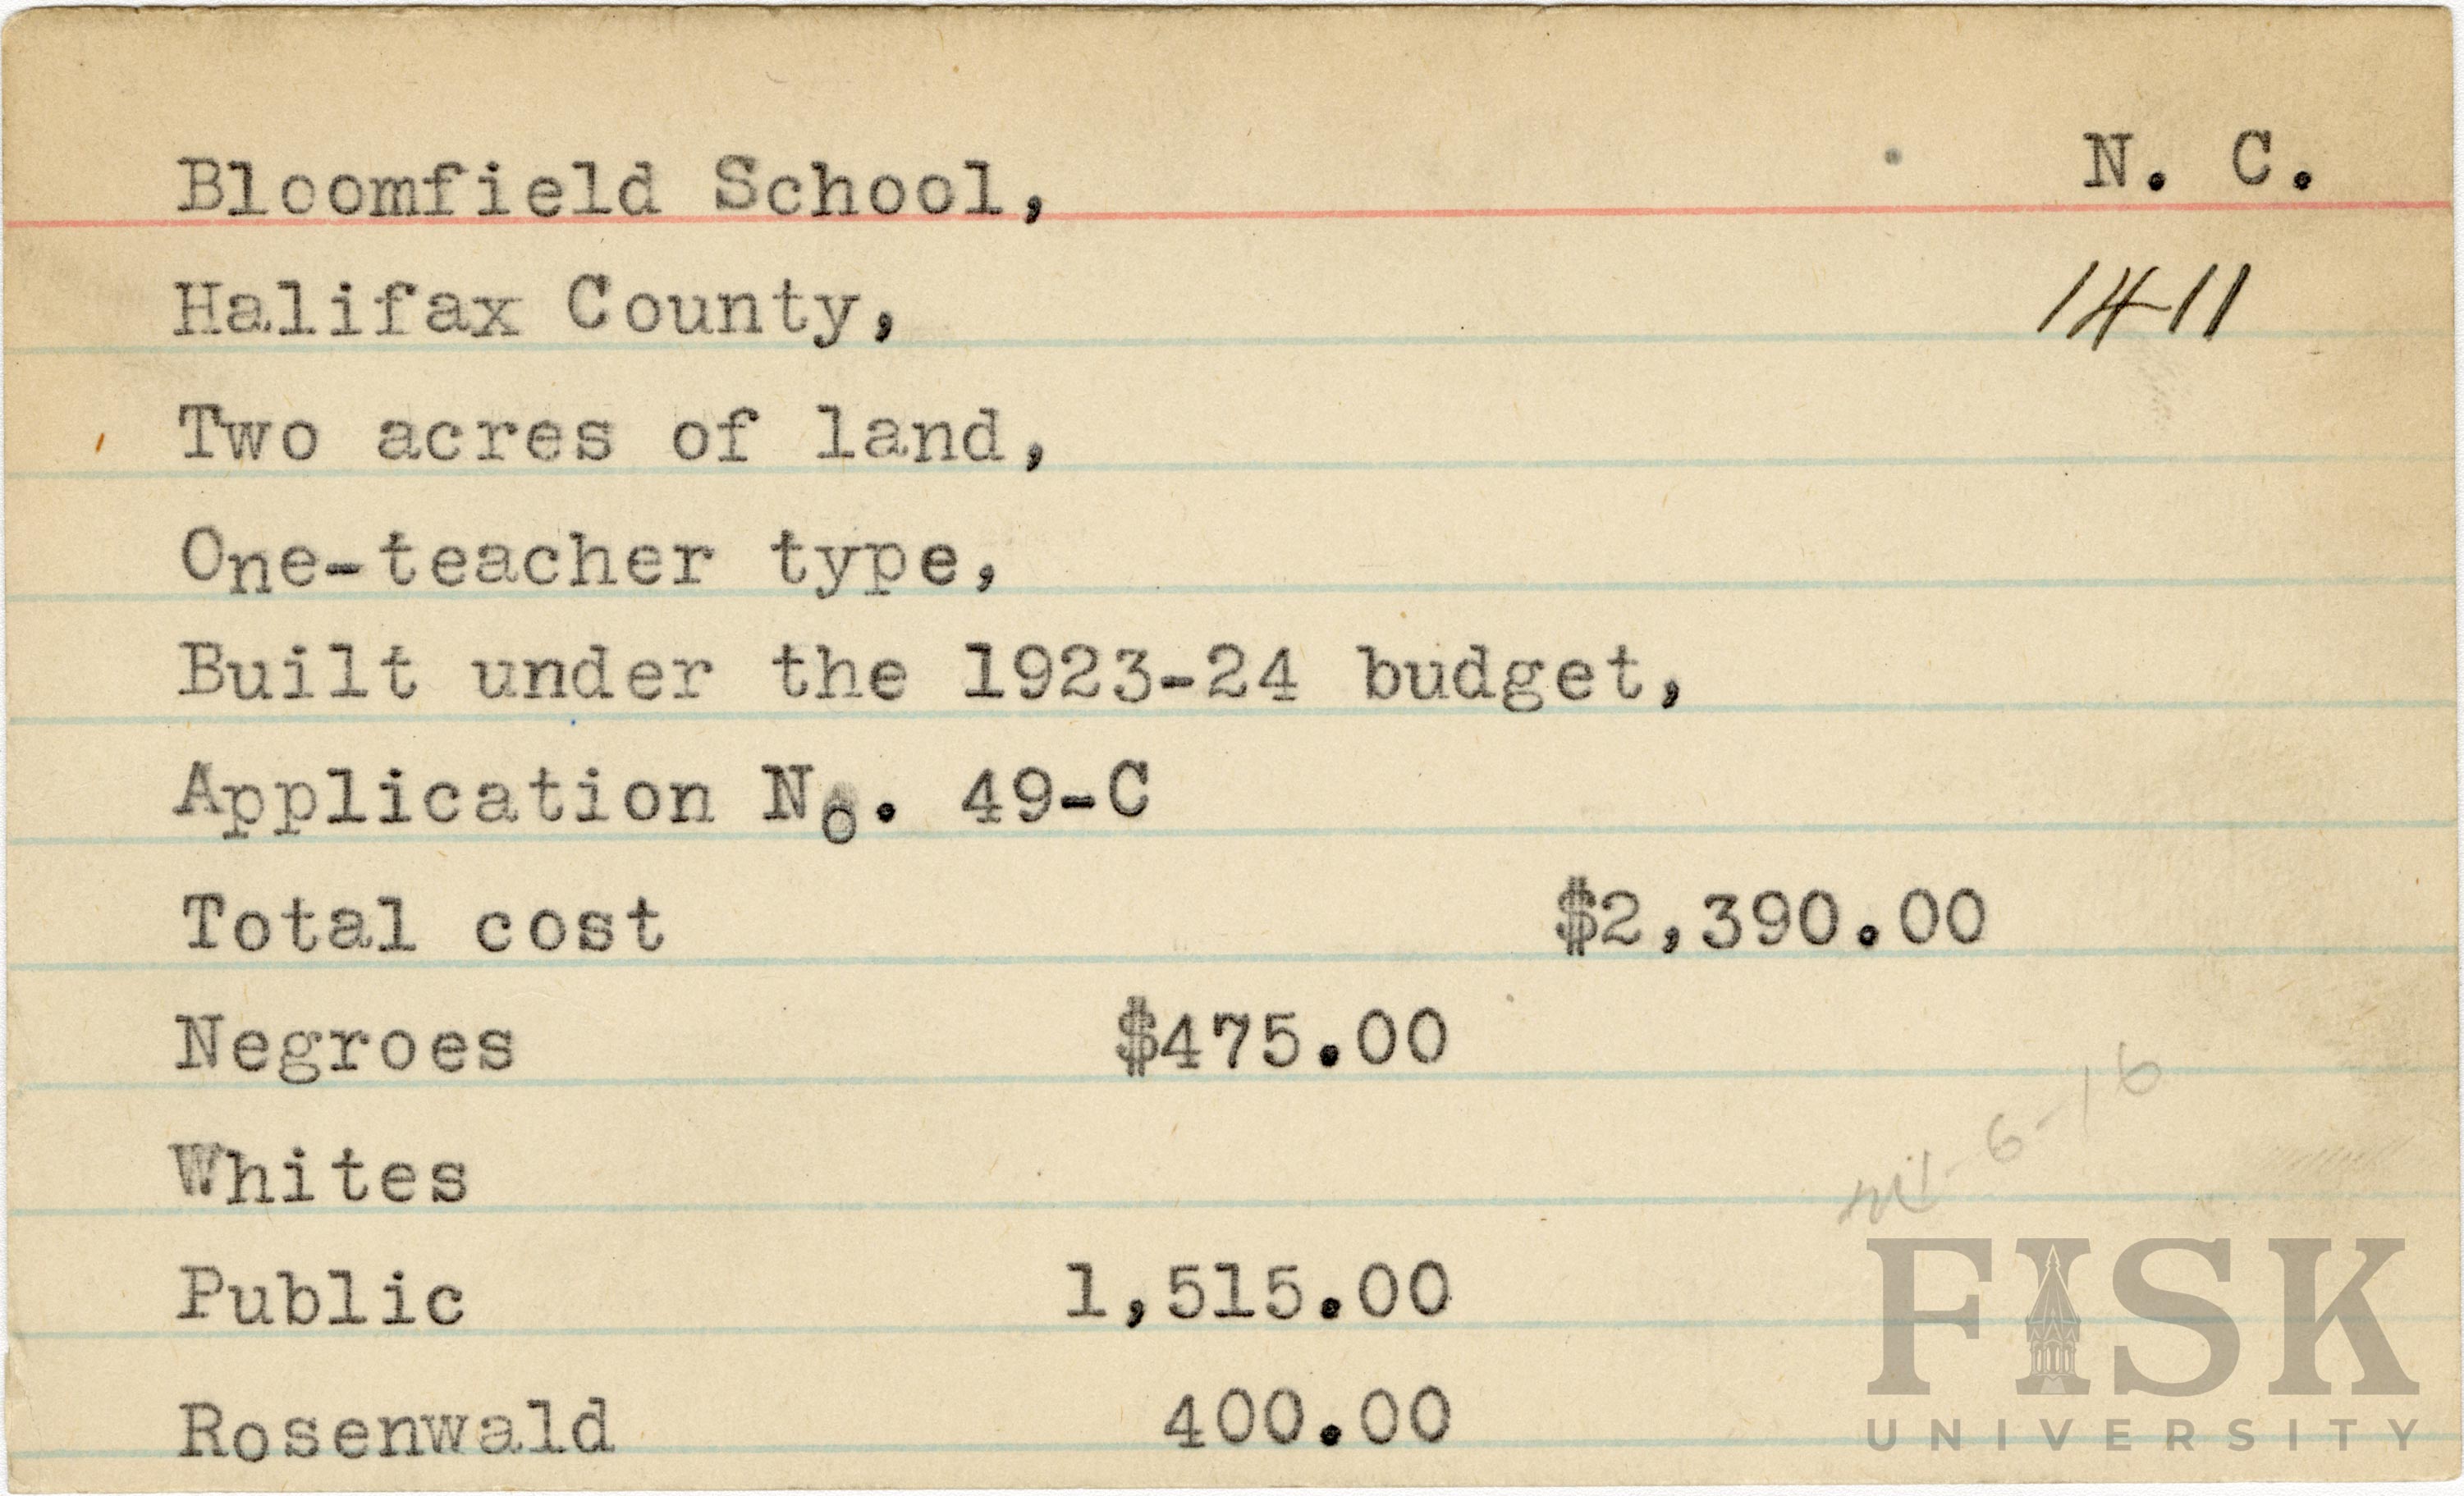 Bloomfield School, N. C.
Halifax County, 1411
Two acres of land,
One-teacher type,
Built under the 1923-24 budget,
Application No. 49-C
Total cost $2,390.00
Negroes $475.00
6-16
Whites
Public 1,515.00
Rosenwald 400.00
FISK
UNIVERSITY